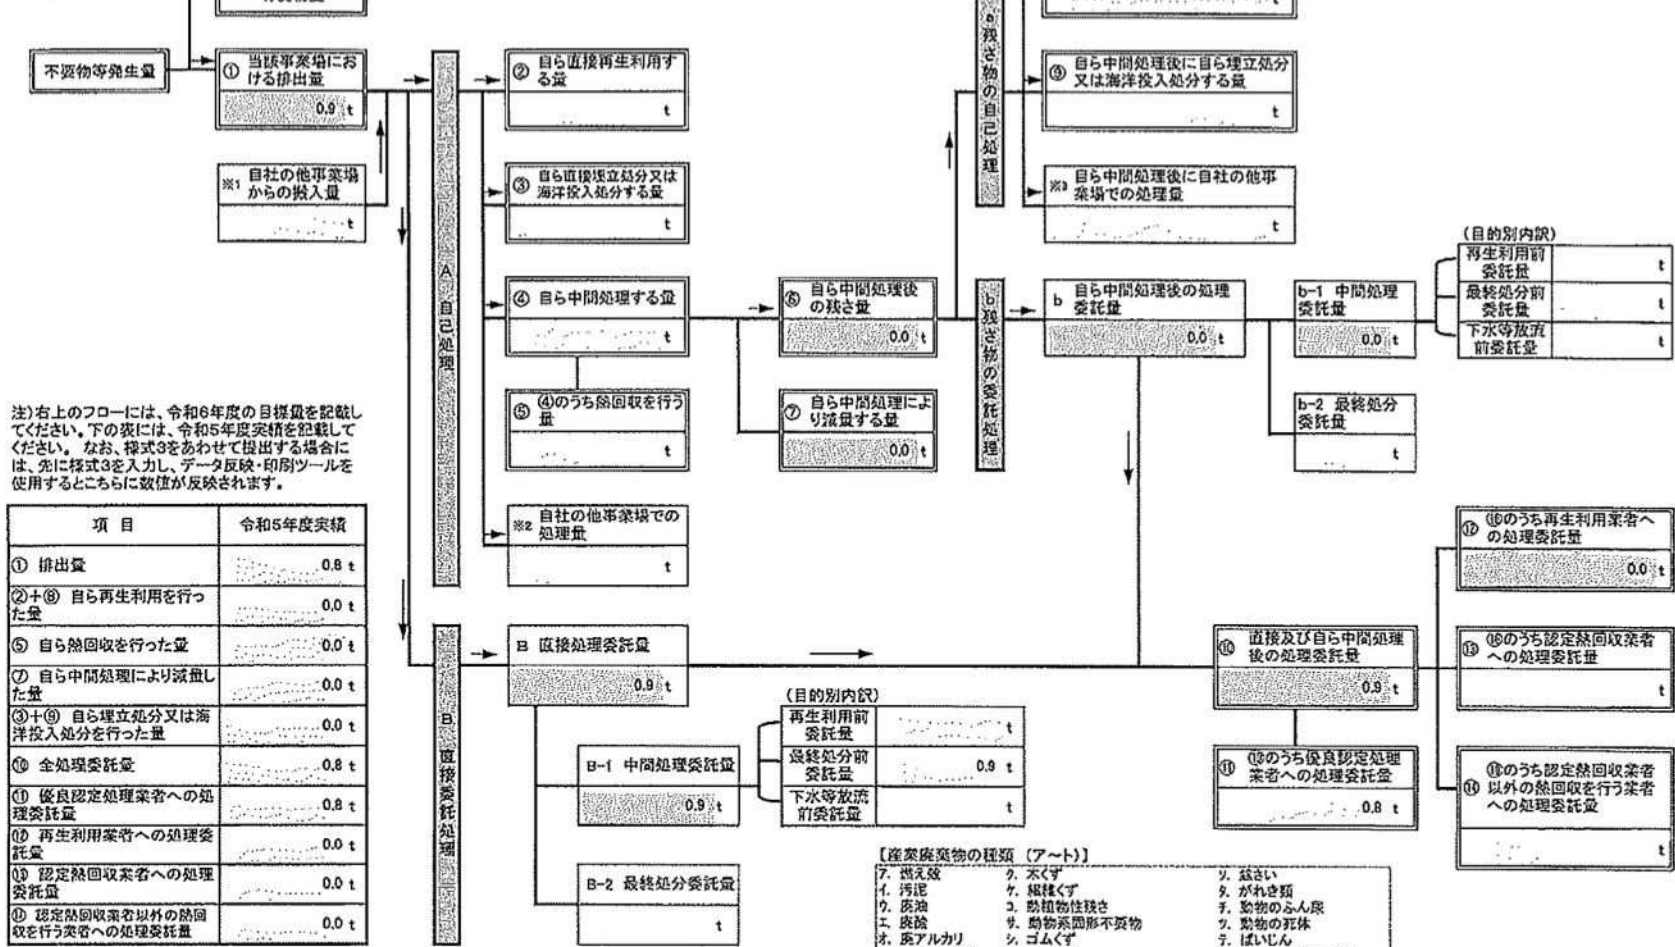 不要物等発生量
① 当該事業場にお
ける排出量
0.9 t
※1 自社の他事業場
からの搬入量
t
A 自己処理
② 自ら直接再生利用す
る量
t
③ 自ら直接埋立処分又は
海洋投入処分する量
t
④ 自ら中間処理する量
t
⑤ ④のうち熱回収を行う
量
t
※2 自社の他事業場での
処理量
t
⑥ 自ら中間処理後
の残さ量
0.0 t
⑦ 自ら中間処理によ
り減量する量
0.0 t
a残さ物の自己処理
t
⑨ 自ら中間処理後に自ら埋立処分
又は海洋投入処分する量
t
※3 自ら中間処理後に自社の他事
業場での処理量
t
b残さ物の委託処理
b 自ら中間処理後の処理
委託量
0.0 t
b-1 中間処理
委託量
0.0 t
(目的別内訳)
再生利用前
委託量 t
最終処分前
委託量 t
下水等放流
前委託量 t
b-2 最終処分
委託量
t
注)右上のフローには、令和6年度の目標量を記載し
てください。下の表には、令和5年度実績を記載して
ください。 なお、様式3をあわせて提出する場合に
は、先に様式3を入力し、データ反映・印刷ツールを
使用するとこちらに数値が反映されます。
項 目 令和5年度実績
① 排出量 0.8 t
②+⑧ 自ら再生利用を行っ
た量 0.0 t
⑤ 自ら熱回収を行った量 0.0 t
⑦ 自ら中間処理により減量し
た量 0.0 t
③+⑨ 自ら埋立処分又は海
洋投入処分を行った量 0.0 t
⑩ 全処理委託量 0.8 t
⑪ 優良認定処理業者への処
理委託量 0.8 t
⑫ 再生利用業者への処理委
託量 0.0 t
⑬ 認定熱回収業者への処理
委託量 0.0 t
⑭ 認定熱回収業者以外の熱回
収を行う業者への処理委託量 0.0 t
B 直接委託処理
B 直接処理委託量
0.9 t
B-1 中間処理委託量
0.9 t
(目的別内訳)
再生利用前
委託量 t
最終処分前
委託量 0.9 t
下水等放流
前委託量 t
B-2 最終処分委託量
t
⑩ 直接及び自ら中間処理
後の処理委託量
0.9 t
⑪ ⑩のうち優良認定処理
業者への処理委託量
0.8 t
⑫ ⑩のうち再生利用業者へ
の処理委託量
0.0 t
⑬ ⑩のうち認定熱回収業者
への処理委託量
t
⑭ ⑩のうち認定熱回収業者
以外の熱回収を行う業者
への処理委託量
t
【産業廃棄物の種類 (ア~ト)】
ア. 燃え殻 ク. 木くず ソ. 鉱さい
イ. 汚泥 ケ. 繊維くず タ. がれき類
ウ. 廃油 コ. 動植物性残さ チ. 動物のふん尿
エ. 廃酸 サ. 動物系固形不要物 ツ. 動物の死体
オ. 廃アルカリ シ. ゴムくず テ. ばいじん